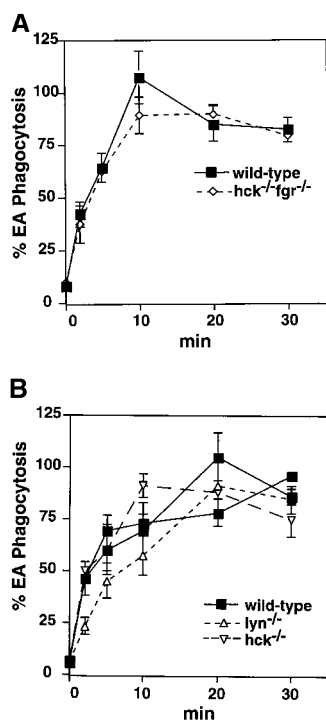 A
125
100
75
50
25
0
% EA Phagocytosis
wild-type
hck-/-fgr-/-
0 10 20 30
min
B
125
100
75
50
25
0
% EA Phagocytosis
wild-type
lyn-/-
hck-/-
0 10 20 30
min